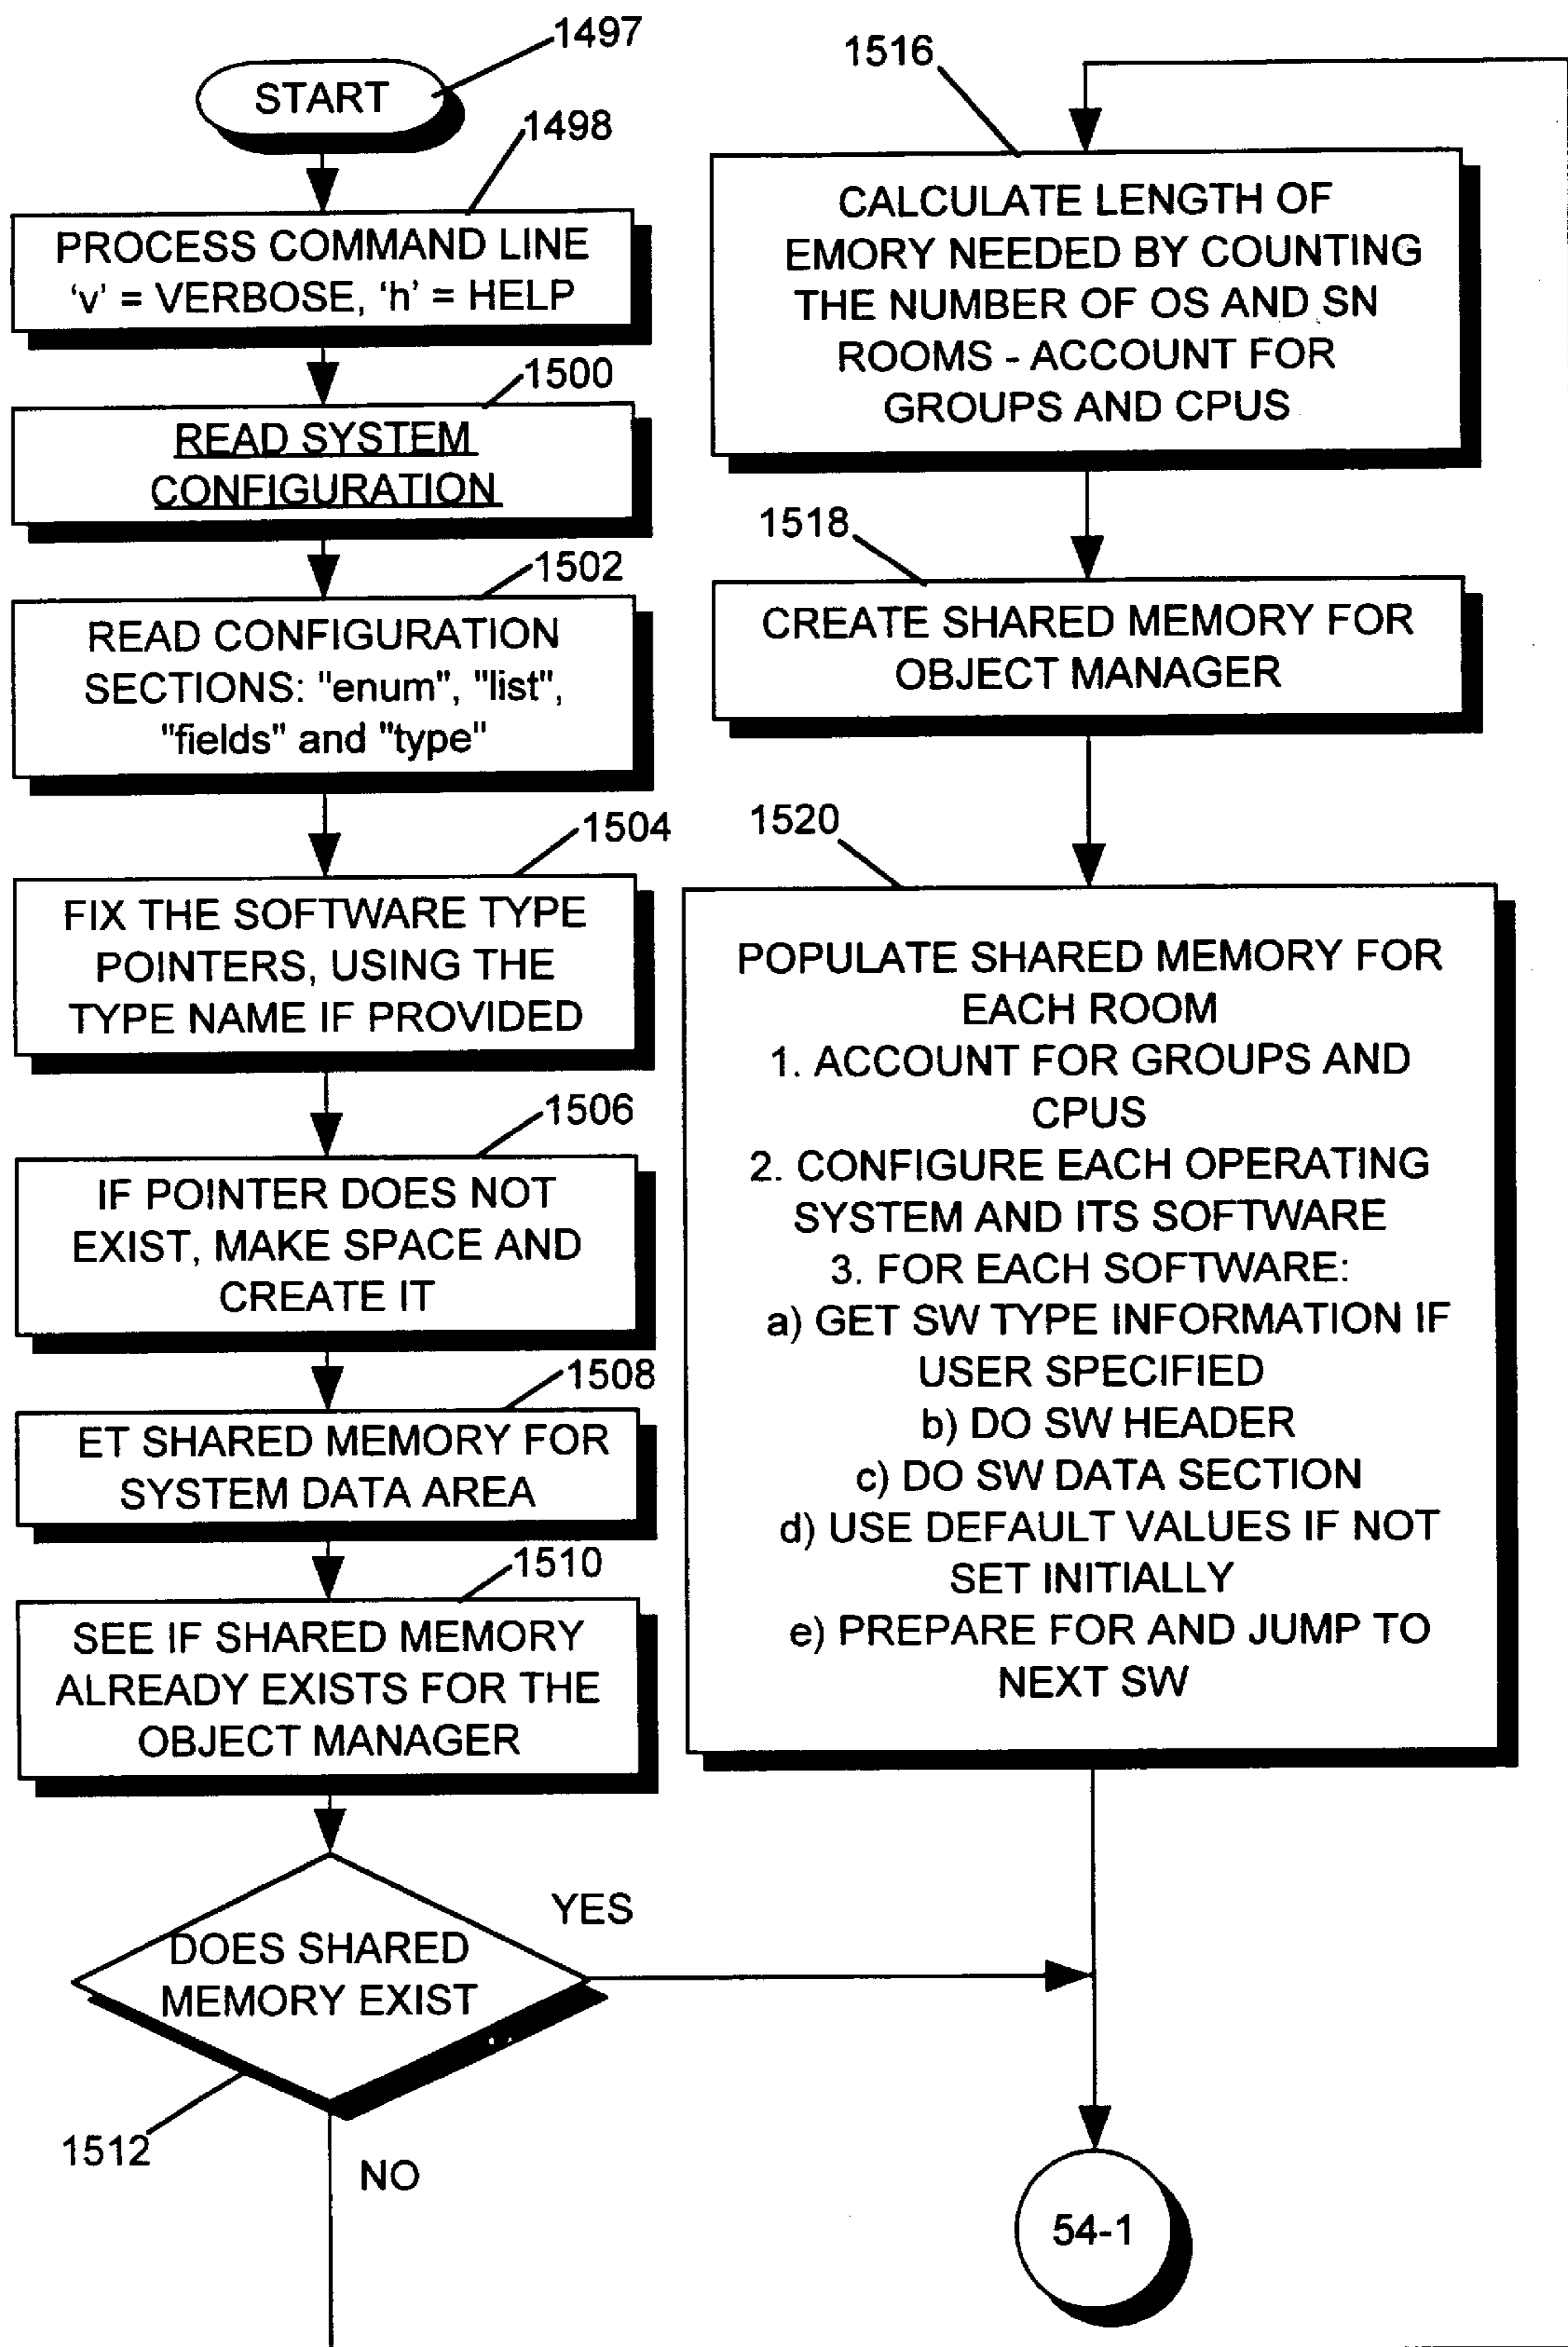 1497
START
1498
PROCESS COMMAND LINE
‘v’ = VERBOSE, ‘h’ = HELP
1500
READ SYSTEM
CONFIGURATION
1502
READ CONFIGURATION
SECTIONS: "enum", "list",
"fields" and "type"
1504
FIX THE SOFTWARE TYPE
POINTERS, USING THE
TYPE NAME IF PROVIDED
1506
IF POINTER DOES NOT
EXIST, MAKE SPACE AND
CREATE IT
1508
ET SHARED MEMORY FOR
SYSTEM DATA AREA
1510
SEE IF SHARED MEMORY
ALREADY EXISTS FOR THE
OBJECT MANAGER
DOES SHARED
MEMORY EXIST
YES
1512
NO
1516
CALCULATE LENGTH OF
EMORY NEEDED BY COUNTING
THE NUMBER OF OS AND SN
ROOMS - ACCOUNT FOR
GROUPS AND CPUS
1518
CREATE SHARED MEMORY FOR
OBJECT MANAGER
1520
POPULATE SHARED MEMORY FOR
EACH ROOM
1. ACCOUNT FOR GROUPS AND
CPUS
2. CONFIGURE EACH OPERATING
SYSTEM AND ITS SOFTWARE
3. FOR EACH SOFTWARE:
a) GET SW TYPE INFORMATION IF
USER SPECIFIED
b) DO SW HEADER
c) DO SW DATA SECTION
d) USE DEFAULT VALUES IF NOT
SET INITIALLY
e) PREPARE FOR AND JUMP TO
NEXT SW
54-1